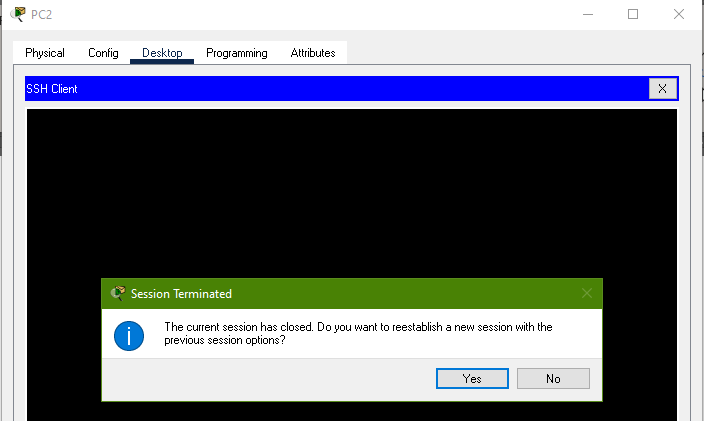 PC2
Physical Config Desktop Programming Attributes
SSH Client X
Session Terminated
The current session has closed. Do you want to reestablish a new session with the
previous session options?
Yes No